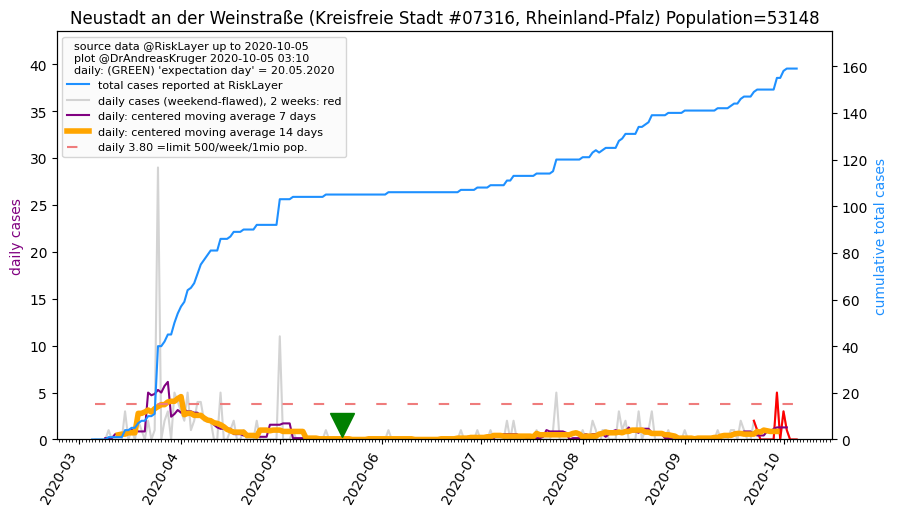 Neustadt an der Weinstraße (Kreisfreie Stadt #07316, Rheinland-Pfalz) Population=53148
source data @RiskLayer up to 2020-10-05
plot @DrAndreasKruger 2020-10-05 03:10
daily: (GREEN) 'expectation day' = 20.05.2020
total cases reported at RiskLayer
daily cases (weekend-flawed), 2 weeks: red
daily: centered moving average 7 days
daily: centered moving average 14 days
daily 3.80 =limit 500/week/1mio pop.
daily cases
40
35
30
25
20
15
10
5
0
cumulative total cases
160
140
120
100
80
60
40
20
0
2020-03
2020-04
2020-05
2020-06
2020-07
2020-08
2020-09
2020-10